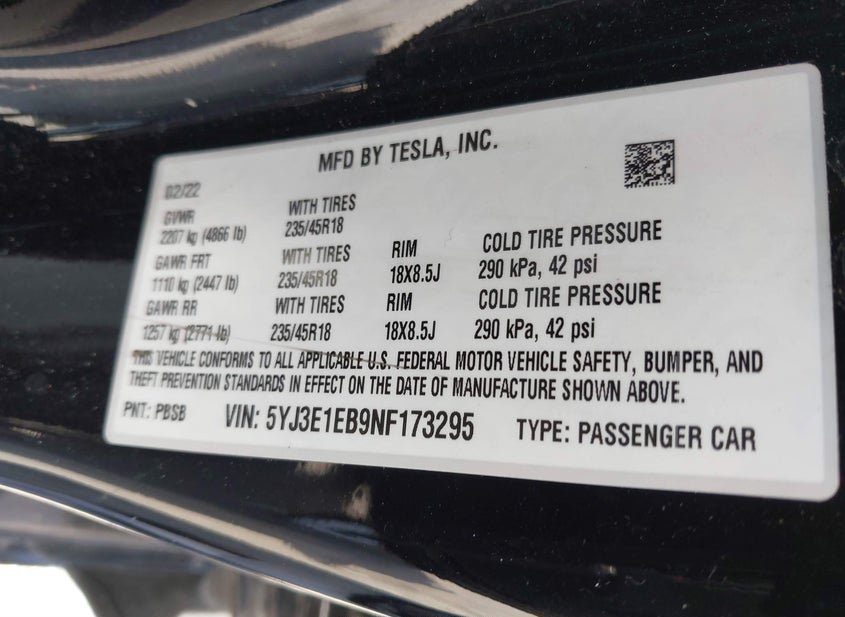 MFD BY TESLA, INC.
02/22
GVWR WITH TIRES
2207 kg (4866 lb) 235/45R18
GAWR FRT WITH TIRES RIM COLD TIRE PRESSURE
1110 kg (2447 lb) 235/45R18 18X8.5J 290 kPa, 42 psi
GAWR RR WITH TIRES RIM COLD TIRE PRESSURE
1257 kg (2771 lb) 235/45R18 18X8.5J 290 kPa, 42 psi
THIS VEHICLE CONFORMS TO ALL APPLICABLE U.S. FEDERAL MOTOR VEHICLE SAFETY, BUMPER, AND
THEFT PREVENTION STANDARDS IN EFFECT ON THE DATE OF MANUFACTURE SHOWN ABOVE.
PNT: PBSB VIN: 5YJ3E1EB9NF173295 TYPE: PASSENGER CAR